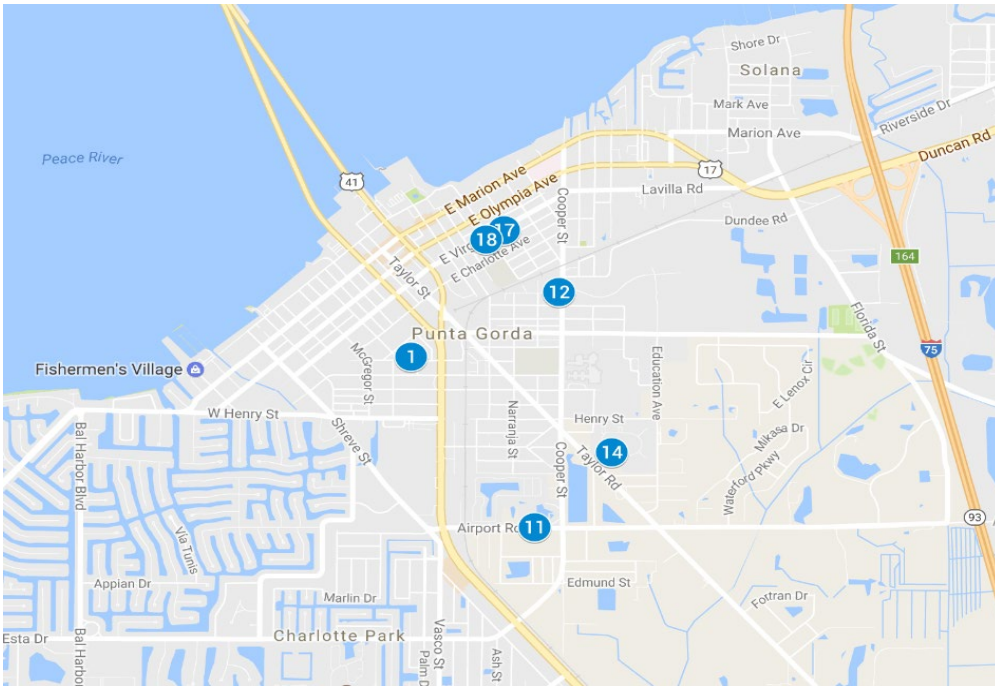 Shore Dr
Solana
Mark Ave
Riverside Dr
Marion Ave
Duncan Rd
Peace River
41
E Marion Ave
17
E Olympia Ave
Lavilla Rd
Cooper St
Dundee Rd
17
18
E Charlotte Ave
164
Taylor St
12
Florida St
Punta Gorda
1
75
Fishermen's Village
McGregor St
Education Ave
E Lenox Cir
W Henry St
Narranja St
Henry St
Mikasa Dr
Bal Harbor Blvd
Shreve St
14
Cooper St
Taylor Rd
Waterford Pkwy
Via Tunis
Airport
11
93
Appian Dr
Edmund St
Marlin Dr
Fortran Dr
Esta Dr
Charlotte Park
Bal Harbor
Vasco St
Palm D
Ash St